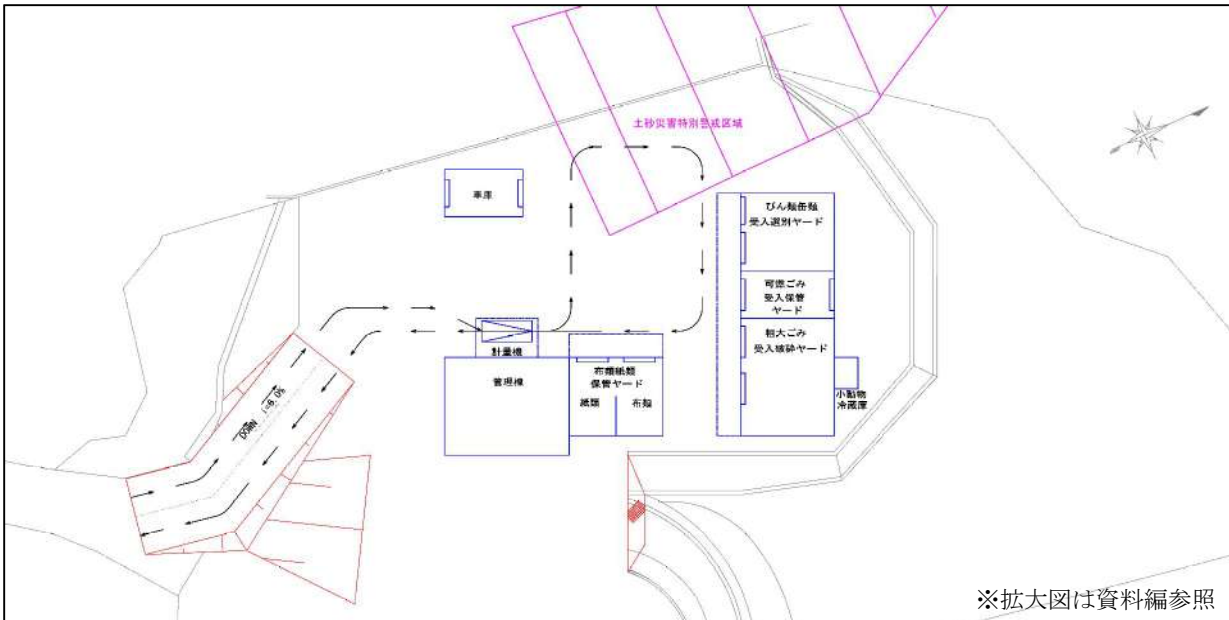 土砂災害特別警戒区域
車庫
びん類缶類
受入選別ヤード
可燃ごみ
受入保管
ヤード
粗大ごみ
受入破砕ヤード
計量機
管理棟
布類紙類
保管ヤード
紙類
布類
小動物
冷蔵庫
DOWN i=6.0%
※拡大図は資料編参照